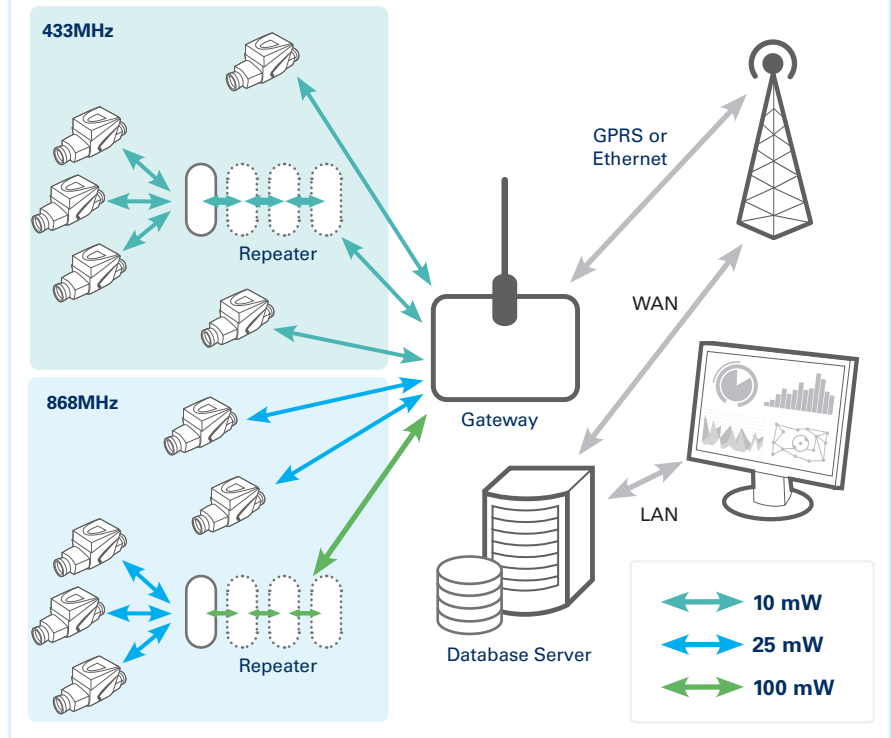 433MHz
GPRS or
Ethernet
Repeater
WAN
868MHz
Gateway
LAN
Repeater
Database Server
10 mW
25 mW
100 mW